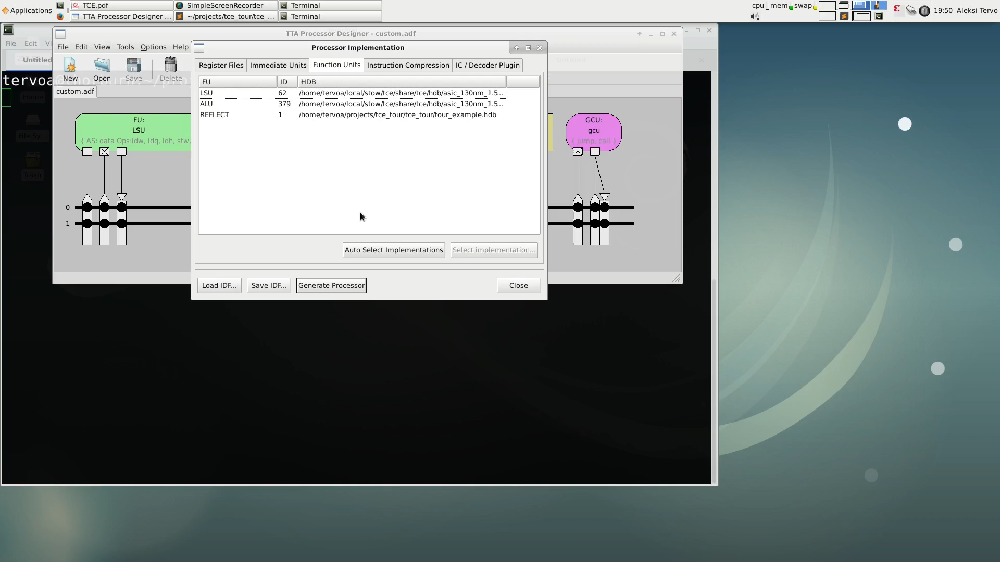 Applications
TCE.pdf
SimpleScreenRecorder
Terminal
TTA Processor Designer ...
~/projects/tce_tour/tce_...
Terminal
cpu mem swap
19:50 Aleksi Tervo
File Edit Vi
Untitled
TTA Processor Designer - custom.adf
File Edit View Tools Options Help
New
Open
Save
Delete
custom.adf
Untitled
Home
File Sy...
Trash
FU:
LSU
{ AS: data Ops:ldw, ldq, ldh, stw,
GCU:
gcu
{ jump, call }
0
1
Processor Implementation
Register Files
Immediate Units
Function Units
Instruction Compression
IC / Decoder Plugin
FU ID HDB
LSU 62 /home/tervoa/local/stow/tce/share/tce/hdb/asic_130nm_1.5...
ALU 379 /home/tervoa/local/stow/tce/share/tce/hdb/asic_130nm_1.5...
REFLECT 1 /home/tervoa/projects/tce_tour/tce_tour/tour_example.hdb
Auto Select Implementations
Select implementation...
Load IDF...
Save IDF...
Generate Processor
Close